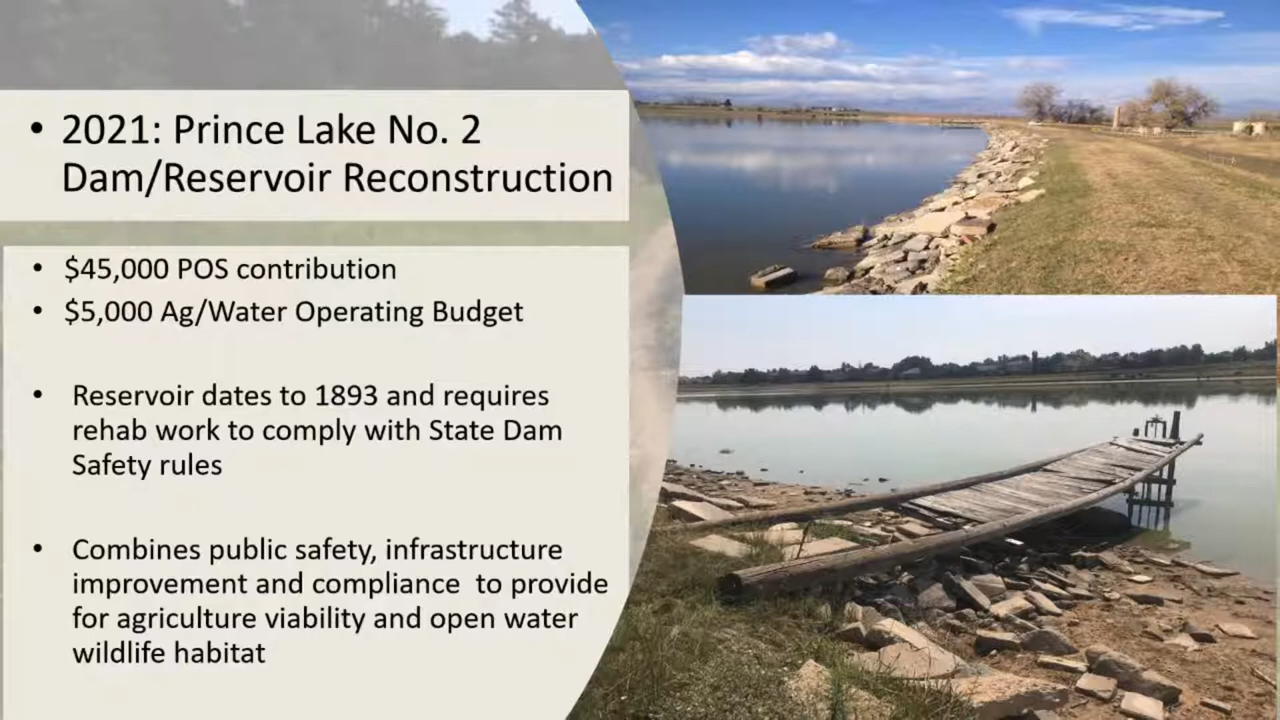 • 2021: Prince Lake No. 2
Dam/Reservoir Reconstruction
• $45,000 POS contribution
• $5,000 Ag/Water Operating Budget
• Reservoir dates to 1893 and requires
rehab work to comply with State Dam
Safety rules
• Combines public safety, infrastructure
improvement and compliance  to provide
for agriculture viability and open water
wildlife habitat